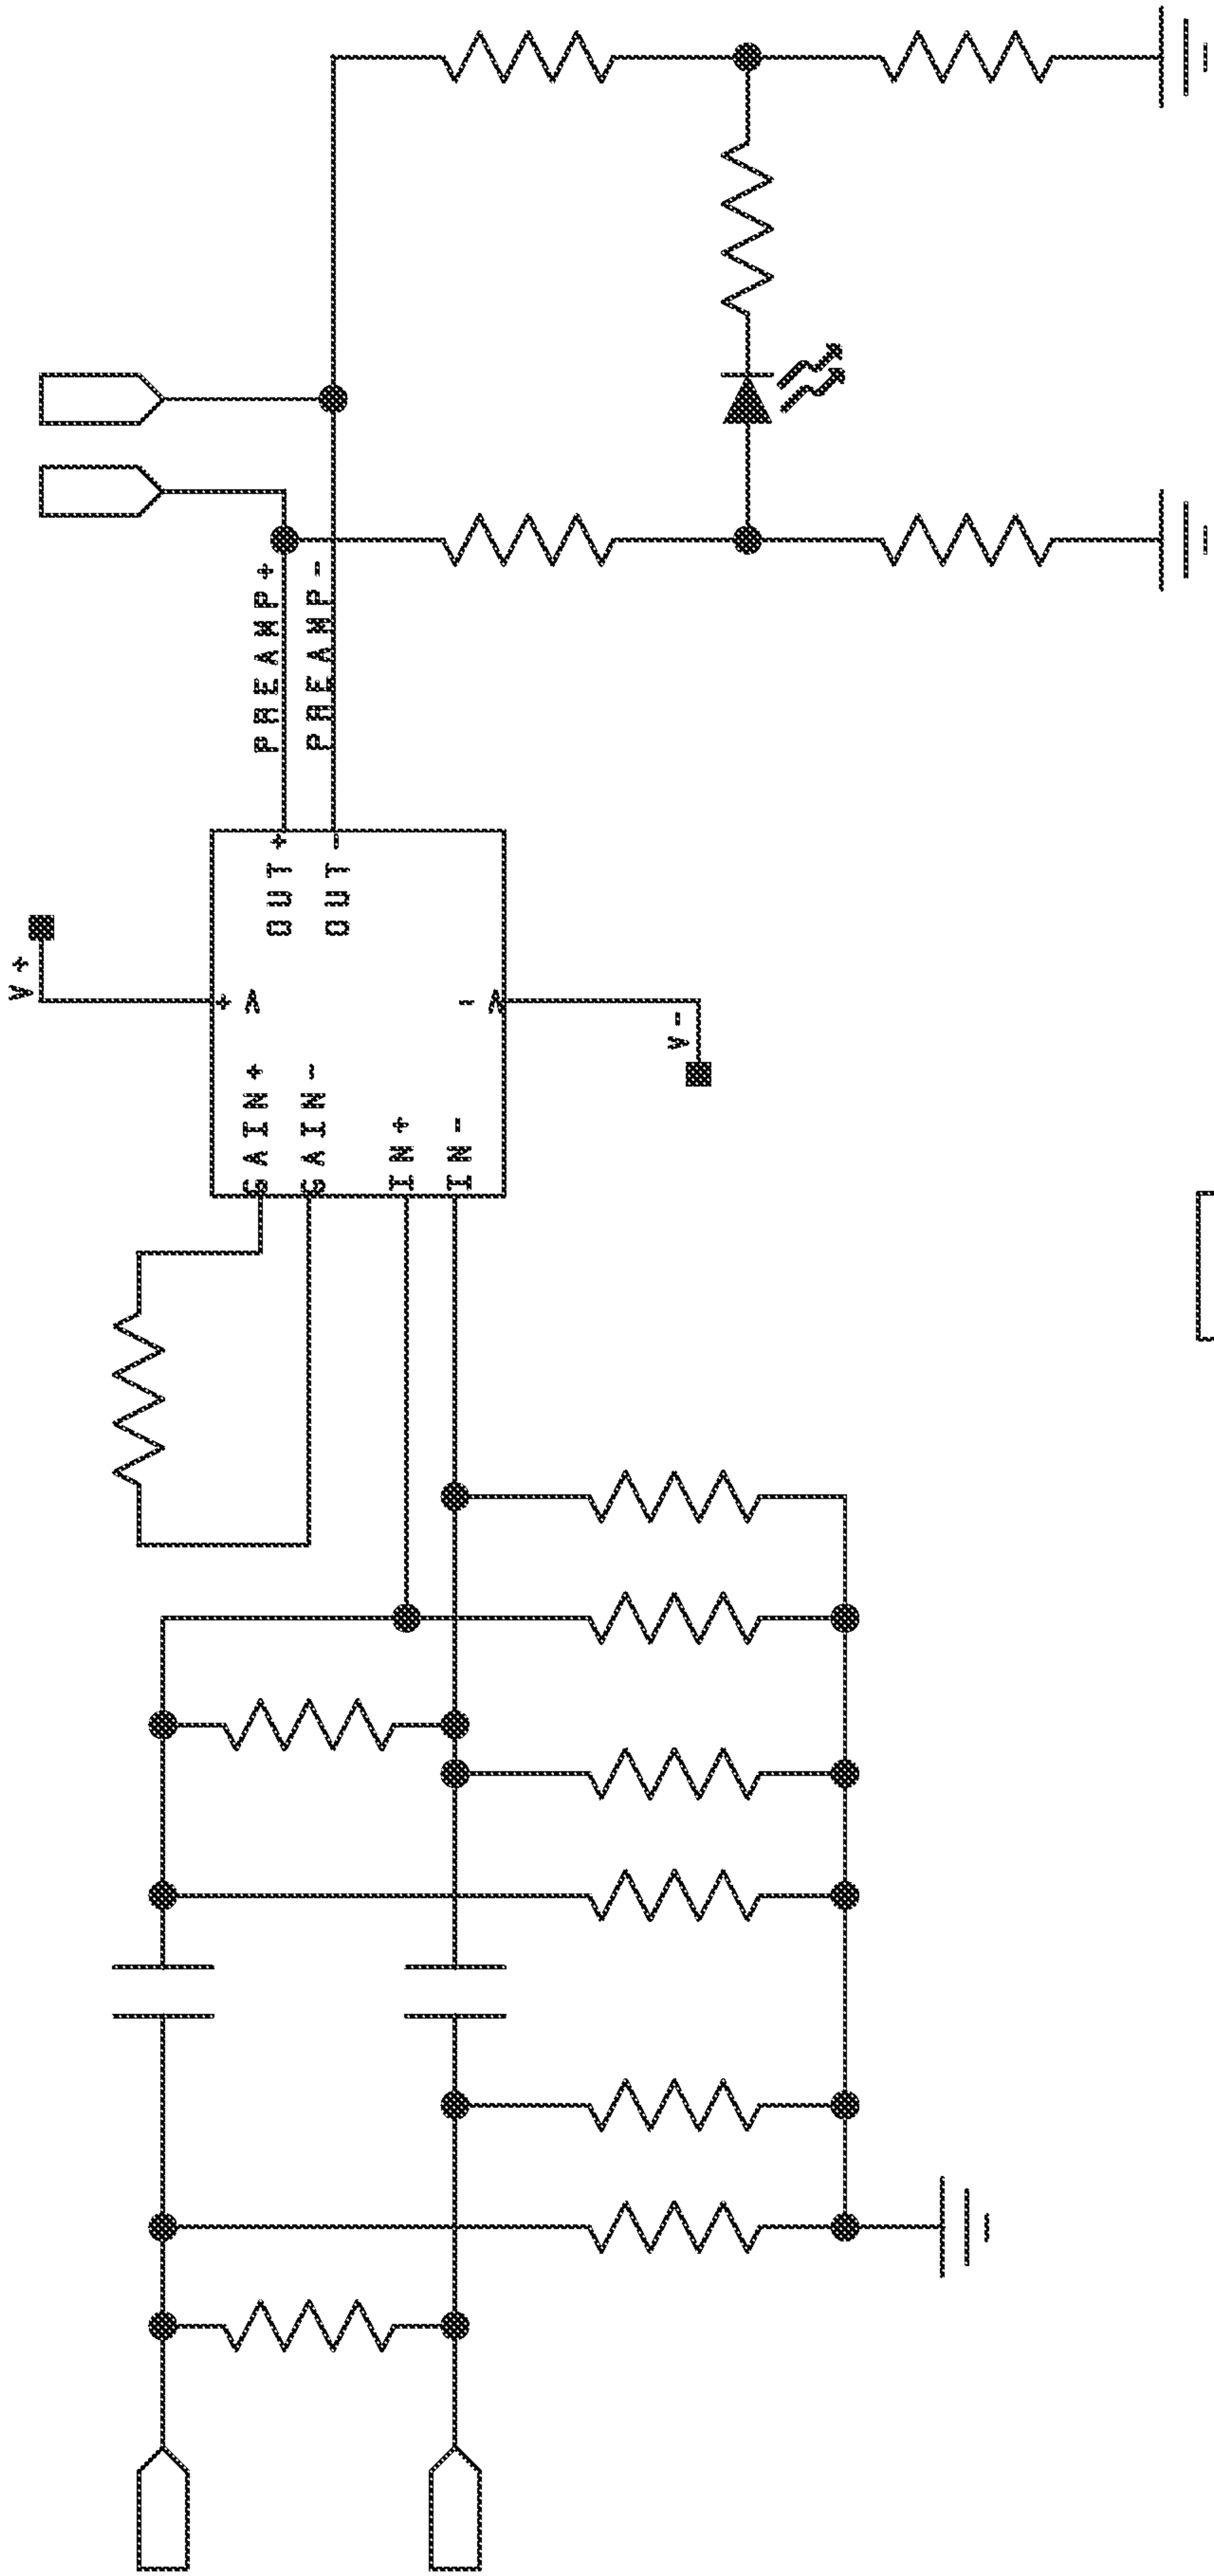 V+
PREAMP+
PREAMP-
OUT+
OUT-
+V
-V
GAIN+
GAIN-
IN+
IN-
V-